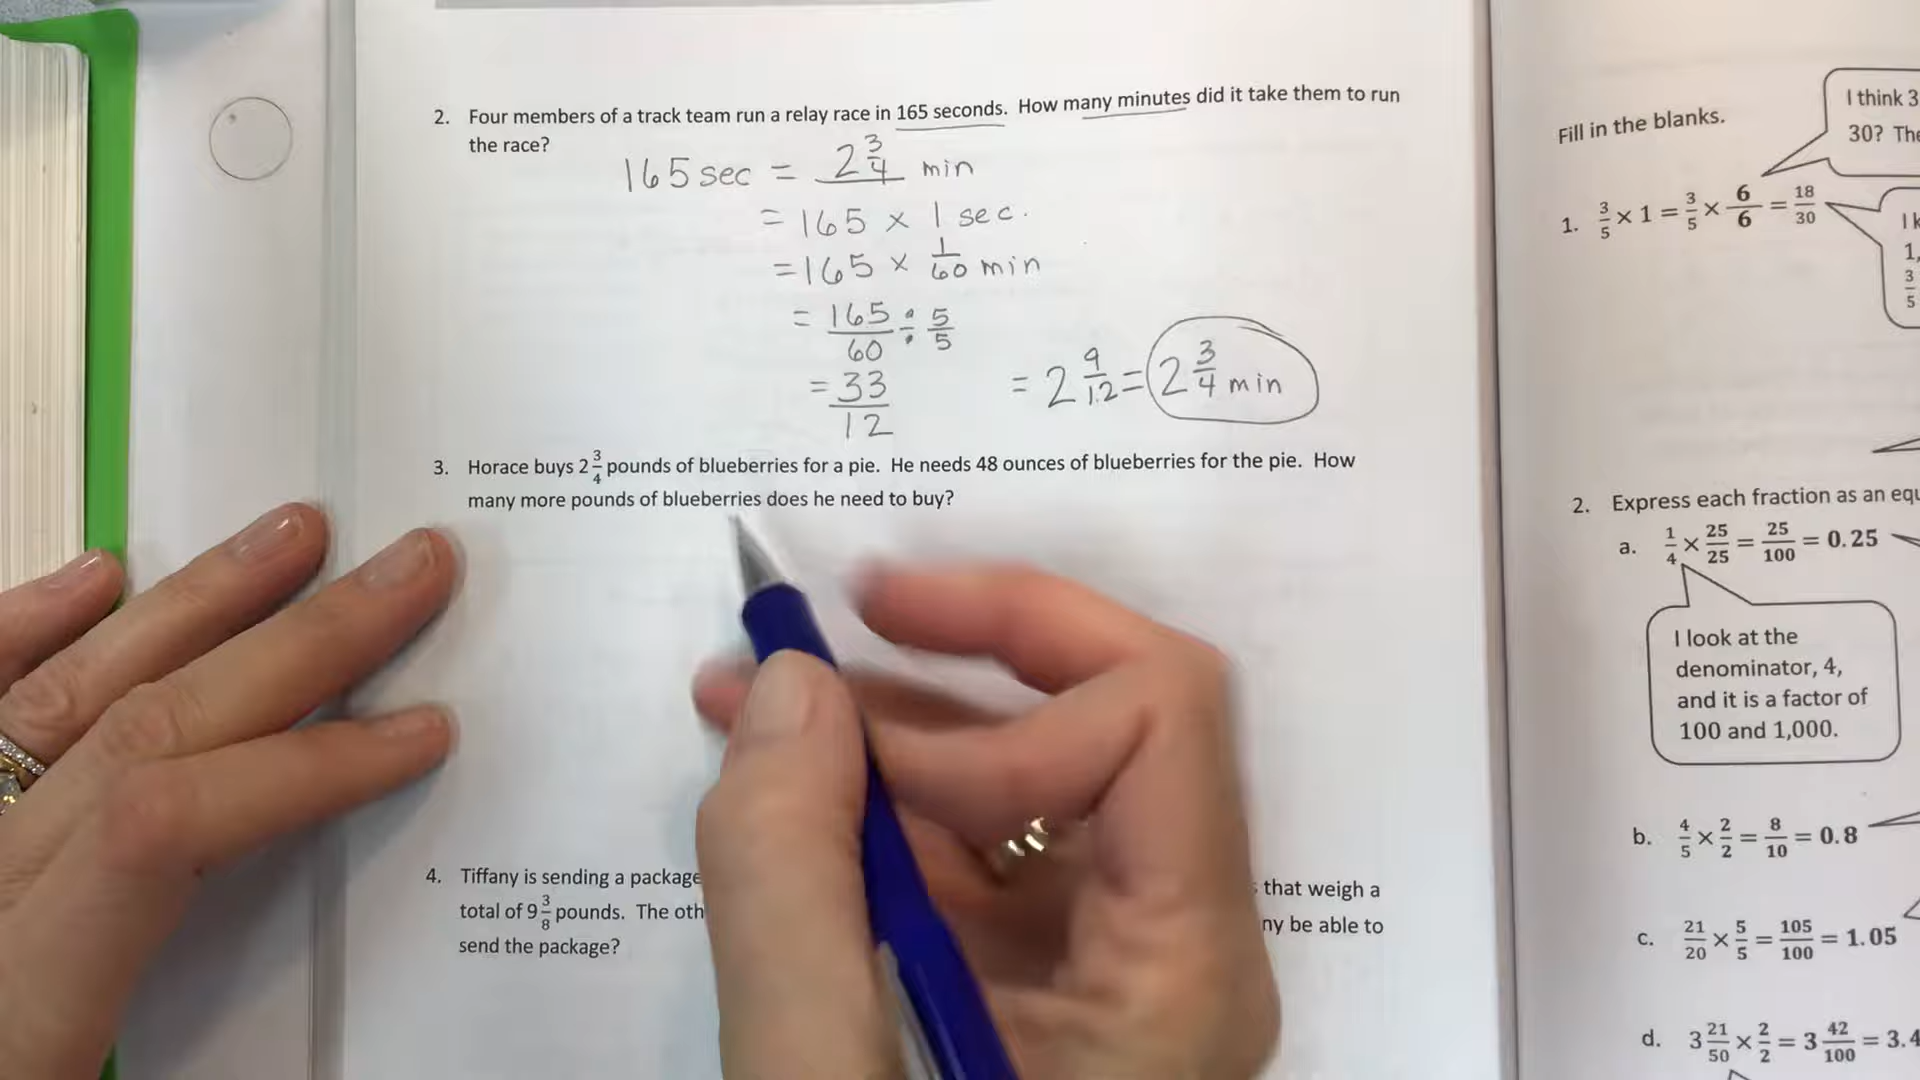 2. Four members of a track team run a relay race in 165 seconds. How many minutes did it take them to run
the race?
165 sec = 2 3/4 min
= 165 × 1 sec.
= 165 × 1/60 min
= 165/60 ÷ 5/5
= 33/12
= 2 9/12 = 2 3/4 min
3. Horace buys 2 3/4 pounds of blueberries for a pie. He needs 48 ounces of blueberries for the pie. How
many more pounds of blueberries does he need to buy?
4. Tiffany is sending a package
that weigh a
total of 9 3/8 pounds. The oth
ny be able to
send the package?
Fill in the blanks.
I think 3
30? The
1. 3/5 × 1 = 3/5 × 6/6 = 18/30
I k
1,
3/5
2. Express each fraction as an equ
a. 1/4 × 25/25 = 25/100 = 0.25
I look at the
denominator, 4,
and it is a factor of
100 and 1,000.
b. 4/5 × 2/2 = 8/10 = 0.8
c. 21/20 × 5/5 = 105/100 = 1.05
d. 3 21/50 × 2/2 = 3 42/100 = 3.4